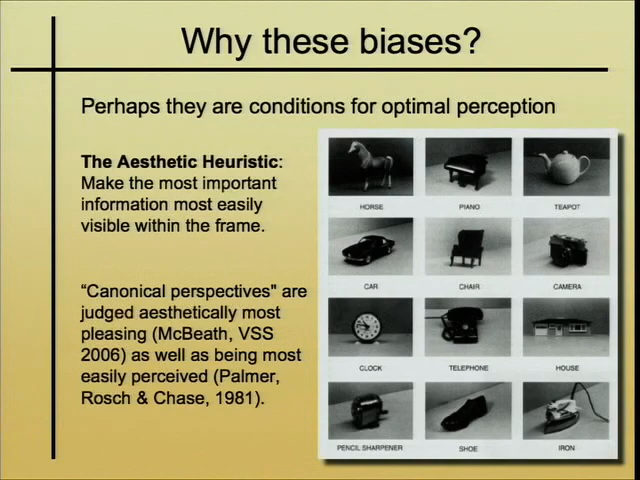 Why these biases?
Perhaps they are conditions for optimal perception
The Aesthetic Heuristic:
Make the most important
information most easily
visible within the frame.
“Canonical perspectives" are
judged aesthetically most
pleasing (McBeath, VSS
2006) as well as being most
easily perceived (Palmer,
Rosch & Chase, 1981).
HORSE PIANO TEAPOT
CAR CHAIR CAMERA
CLOCK TELEPHONE HOUSE
PENCIL SHARPENER SHOE IRON